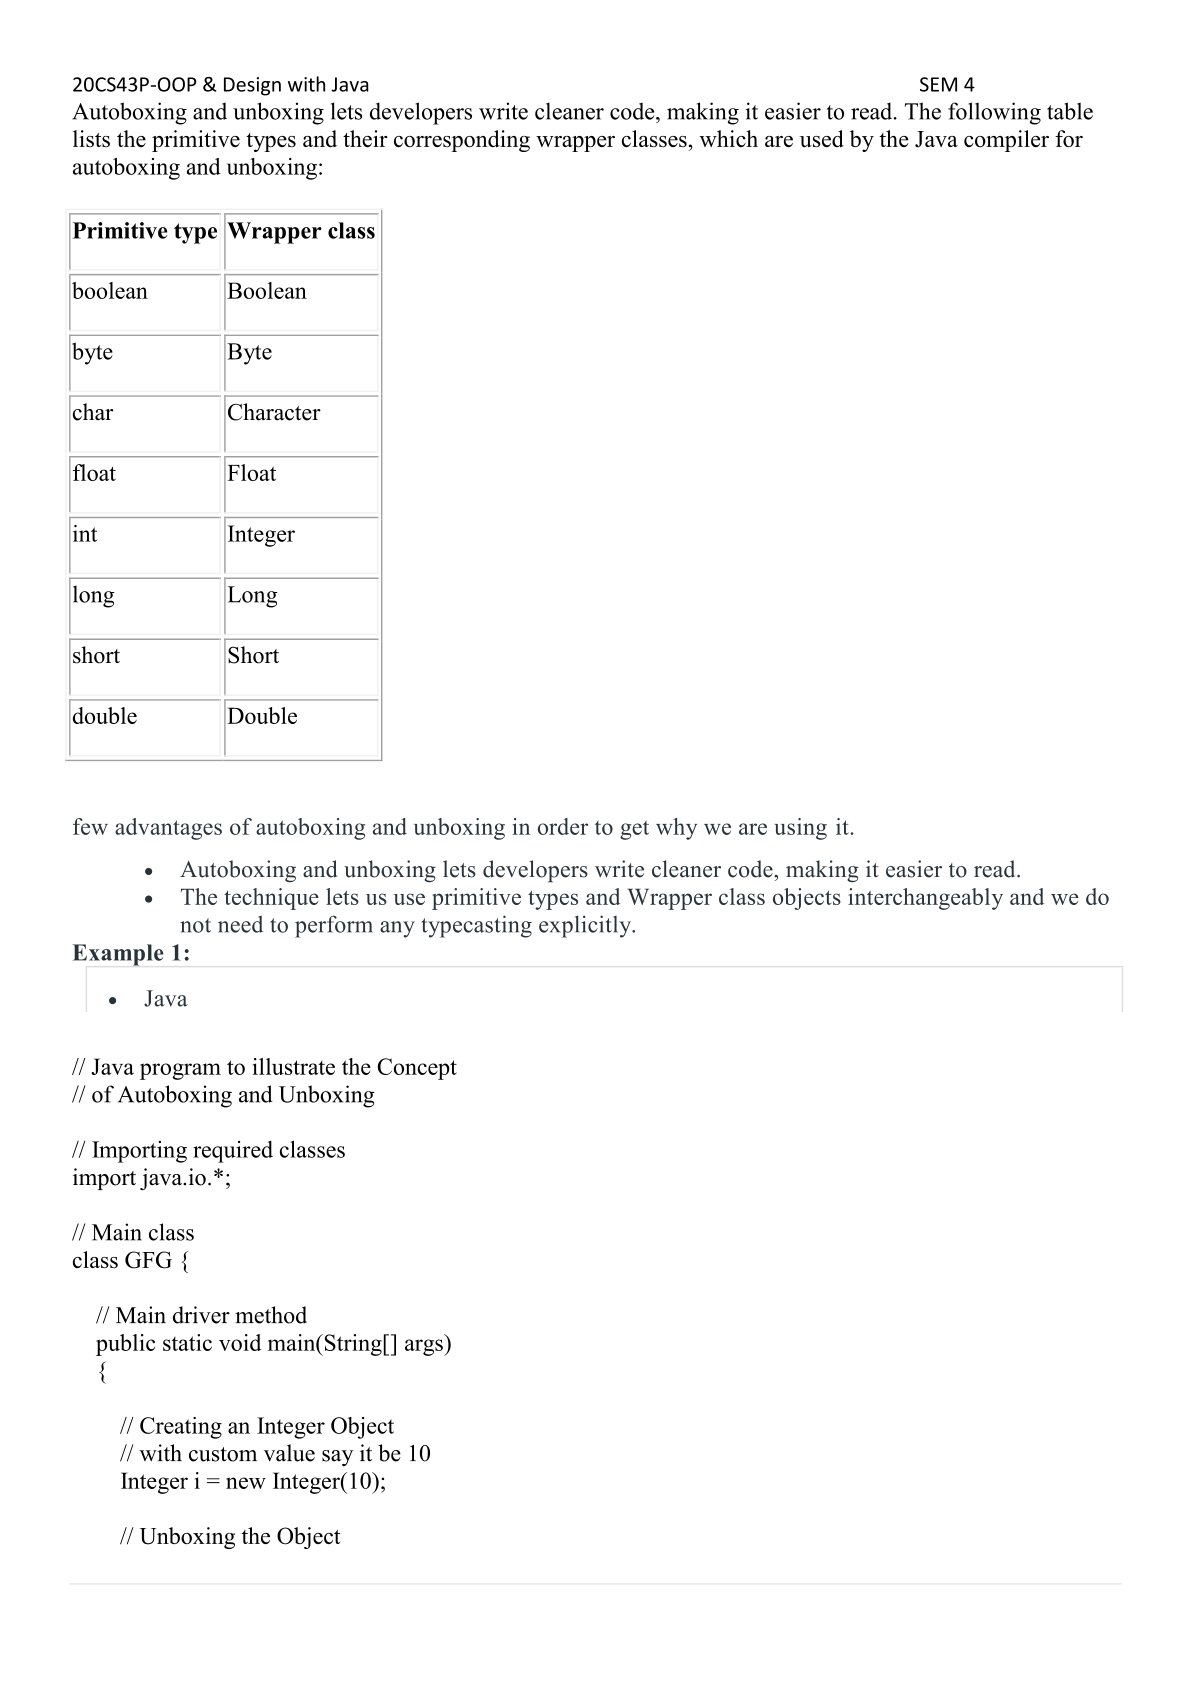 20CS43P-OOP & Design with Java SEM 4
Autoboxing and unboxing lets developers write cleaner code, making it easier to read. The following table
lists the primitive types and their corresponding wrapper classes, which are used by the Java compiler for
autoboxing and unboxing:
Primitive type Wrapper class
boolean Boolean
byte Byte
char Character
float Float
int Integer
long Long
short Short
double Double
few advantages of autoboxing and unboxing in order to get why we are using it.
• Autoboxing and unboxing lets developers write cleaner code, making it easier to read.
• The technique lets us use primitive types and Wrapper class objects interchangeably and we do
not need to perform any typecasting explicitly.
Example 1:
• Java
// Java program to illustrate the Concept
// of Autoboxing and Unboxing
// Importing required classes
import java.io.*;
// Main class
class GFG {
// Main driver method
public static void main(String[] args)
{
// Creating an Integer Object
// with custom value say it be 10
Integer i = new Integer(10);
// Unboxing the Object